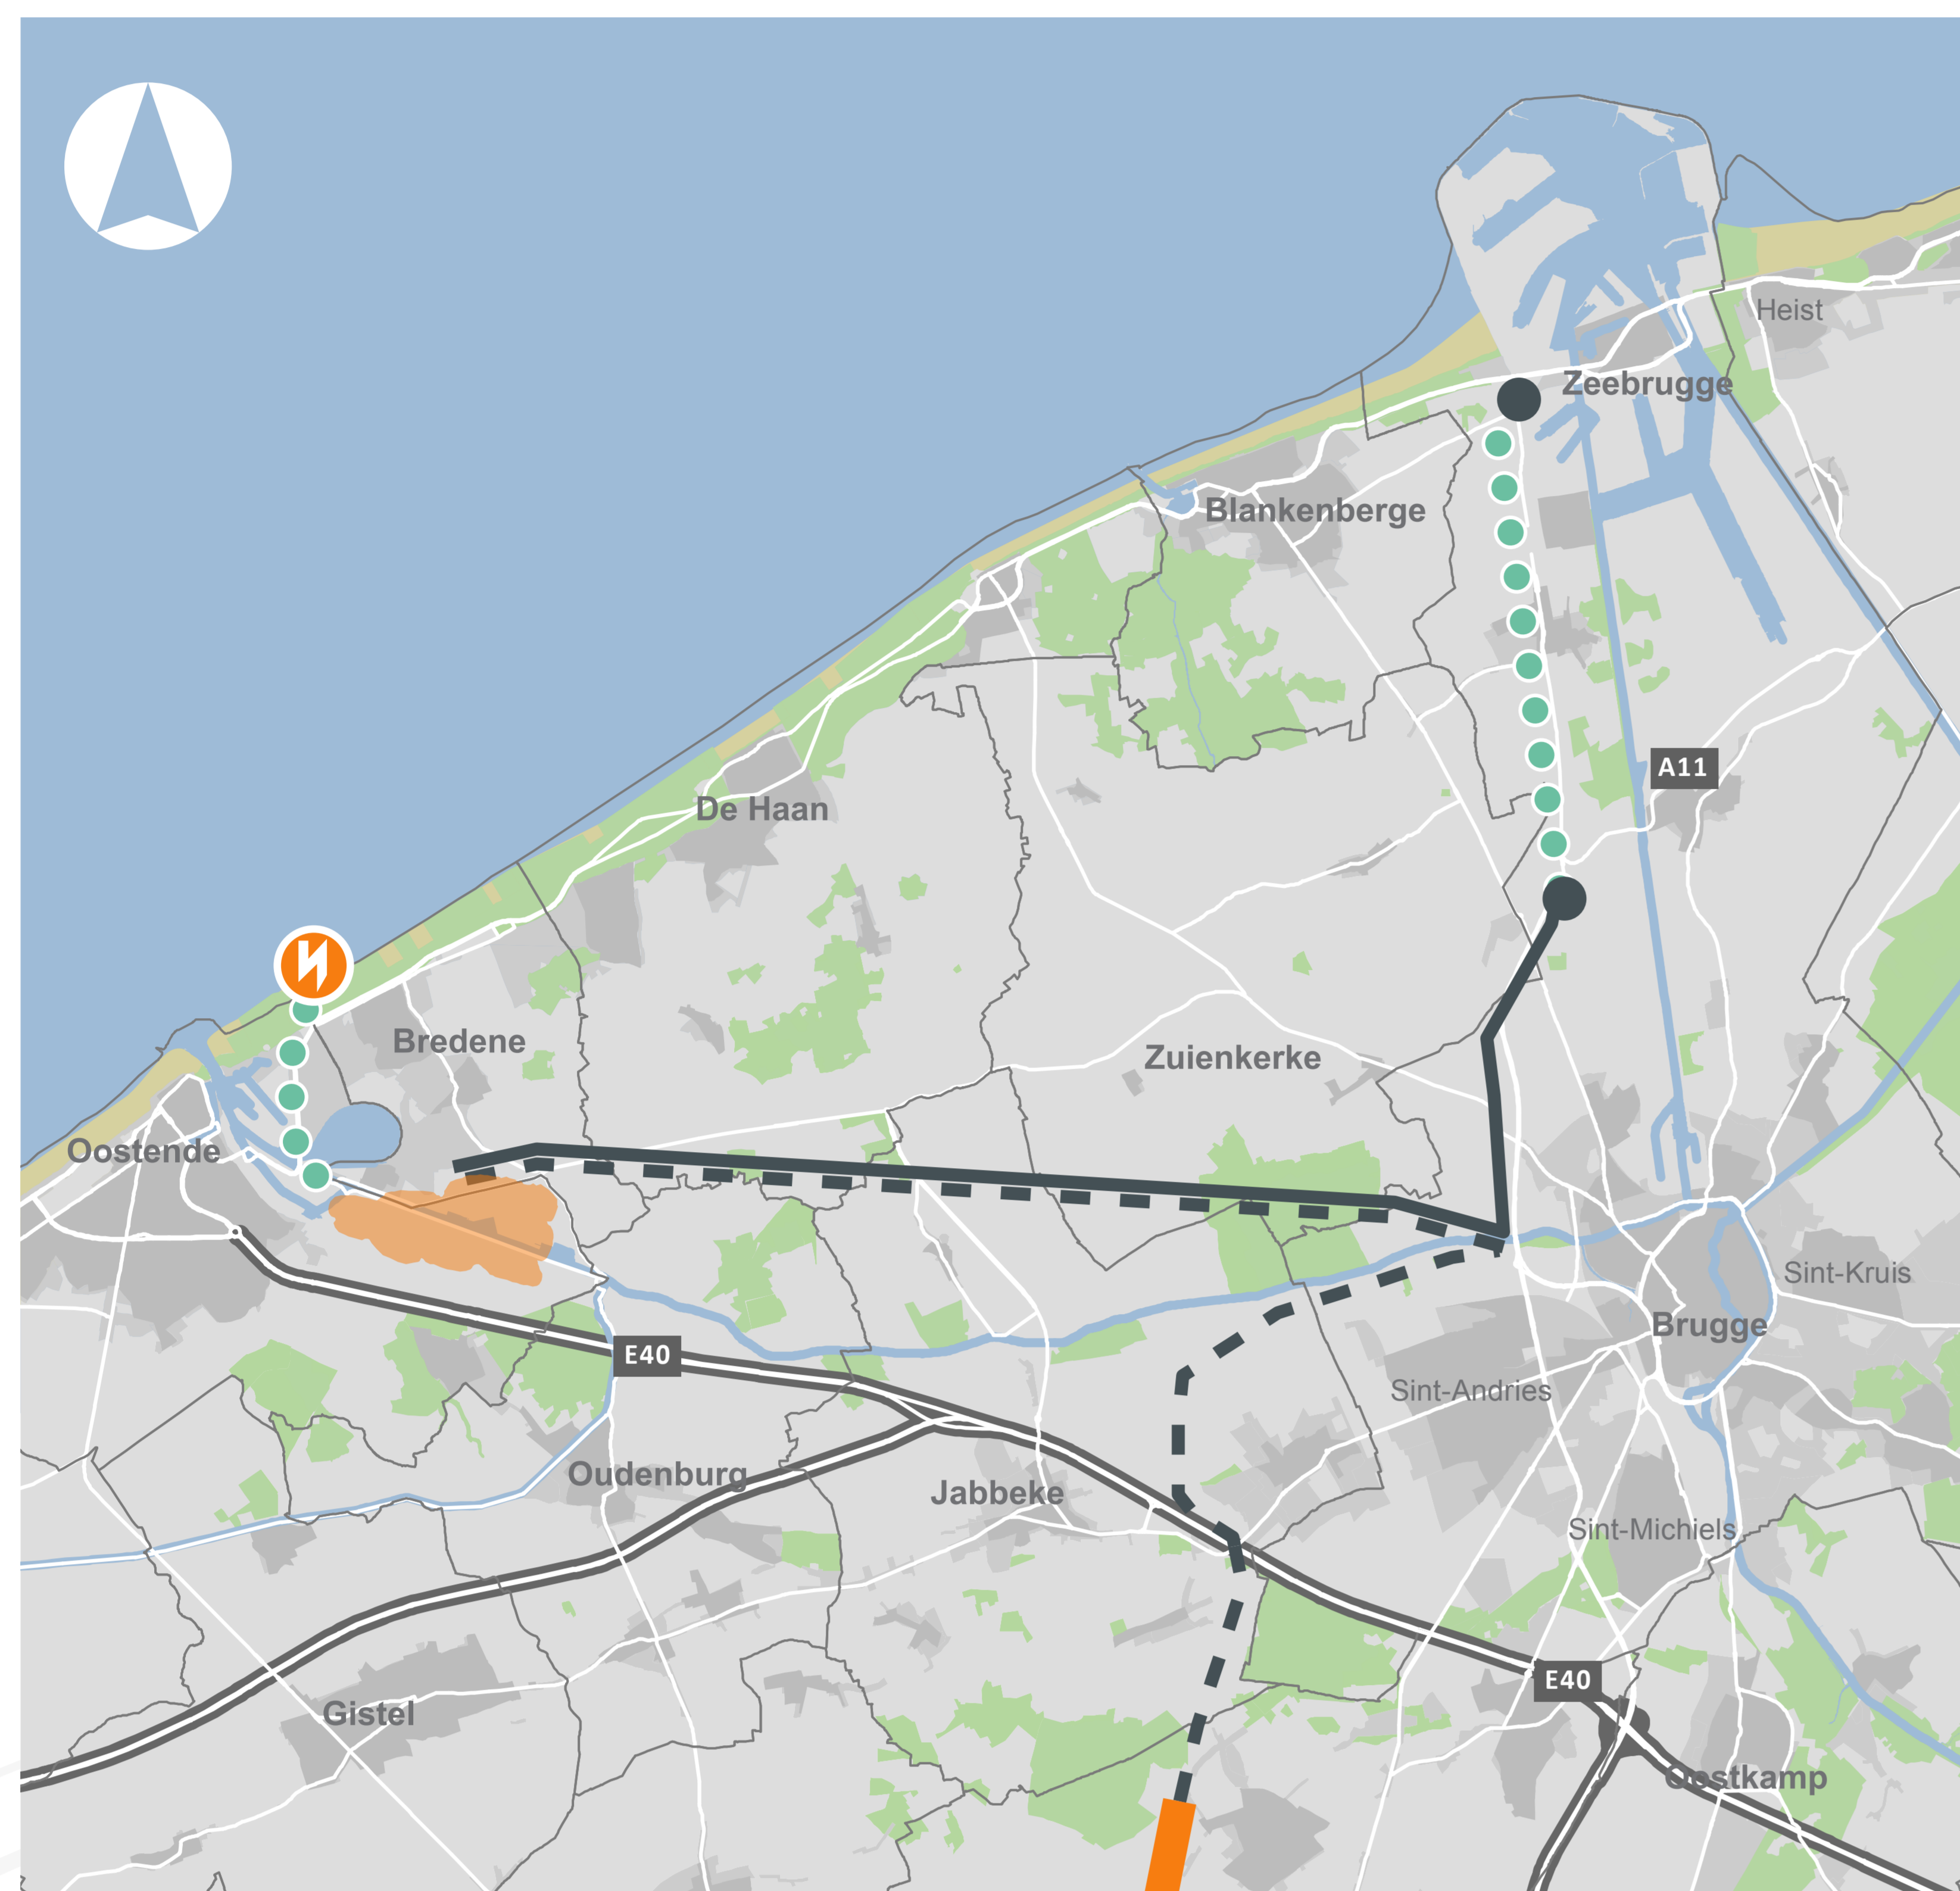 Heist
Zeebrugge
Blankenberge
A11
De Haan
Bredene
Zuienkerke
Oostende
Sint-Kruis
Brugge
E40
Sint-Andries
Oudenburg
Jabbeke
Sint-Michiels
E40
Gistel
Oostkamp